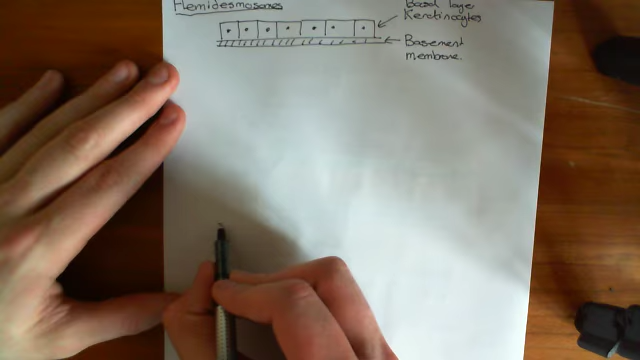 Hemidesmosomes
Basal layer
Keratinocytes
Basement
membrane.